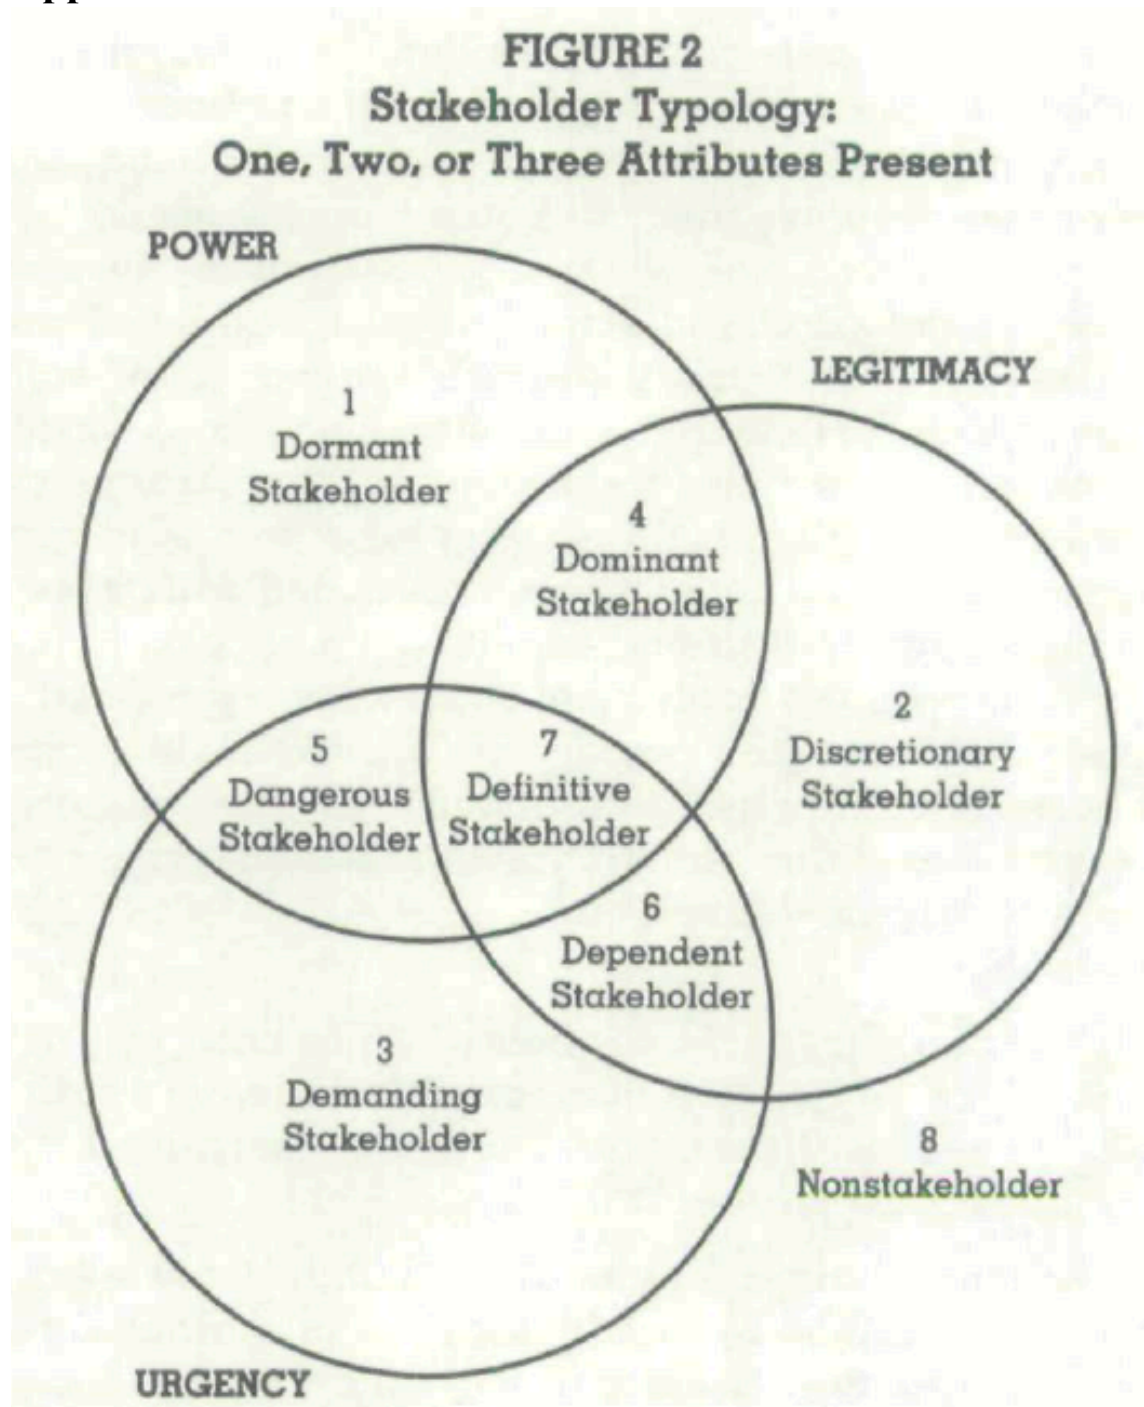 FIGURE 2
Stakeholder Typology:
One, Two, or Three Attributes Present
POWER
LEGITIMACY
1
Dormant
Stakeholder
4
Dominant
Stakeholder
2
Discretionary
Stakeholder
5
Dangerous
Stakeholder
7
Definitive
Stakeholder
6
Dependent
Stakeholder
3
Demanding
Stakeholder
8
Nonstakeholder
URGENCY